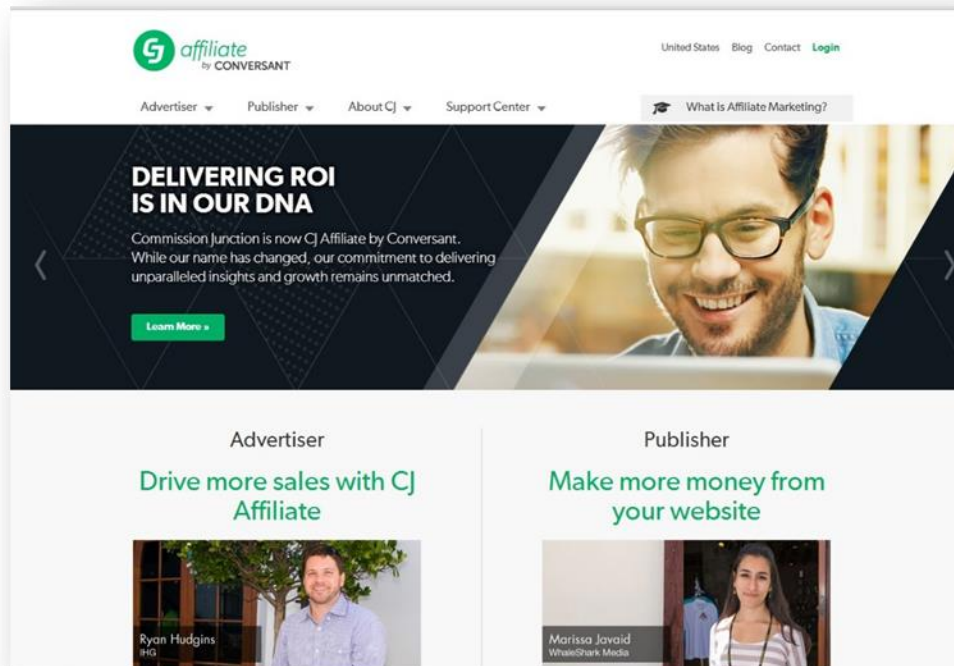 CJ affiliate
by CONVERSANT
United States Blog Contact Login
Advertiser Publisher About CJ Support Center What Is Affiliate Marketing?
DELIVERING ROI
IS IN OUR DNA
Commission Junction is now CJ Affiliate by Conversant.
While our name has changed, our commitment to delivering
unparalleled insights and growth remains unmatched.
Learn More »
Advertiser
Drive more sales with CJ
Affiliate
Ryan Hudgins
IHG
Publisher
Make more money from
your website
Marissa Javaid
WhaleShark Media